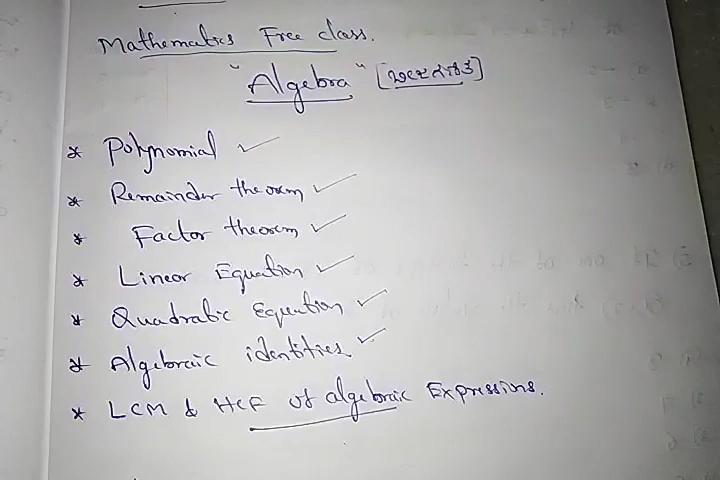 Mathematics Free class.
"Algebra" [ಬೀಜಗಣಿತ]
* Polynomial ✓
* Remainder theorem ✓
* Factor theorem ✓
* Linear Equation ✓
* Quadratic Equation ✓
* Algebraic identities ✓
* LCM & HCF of algebraic Expressions.